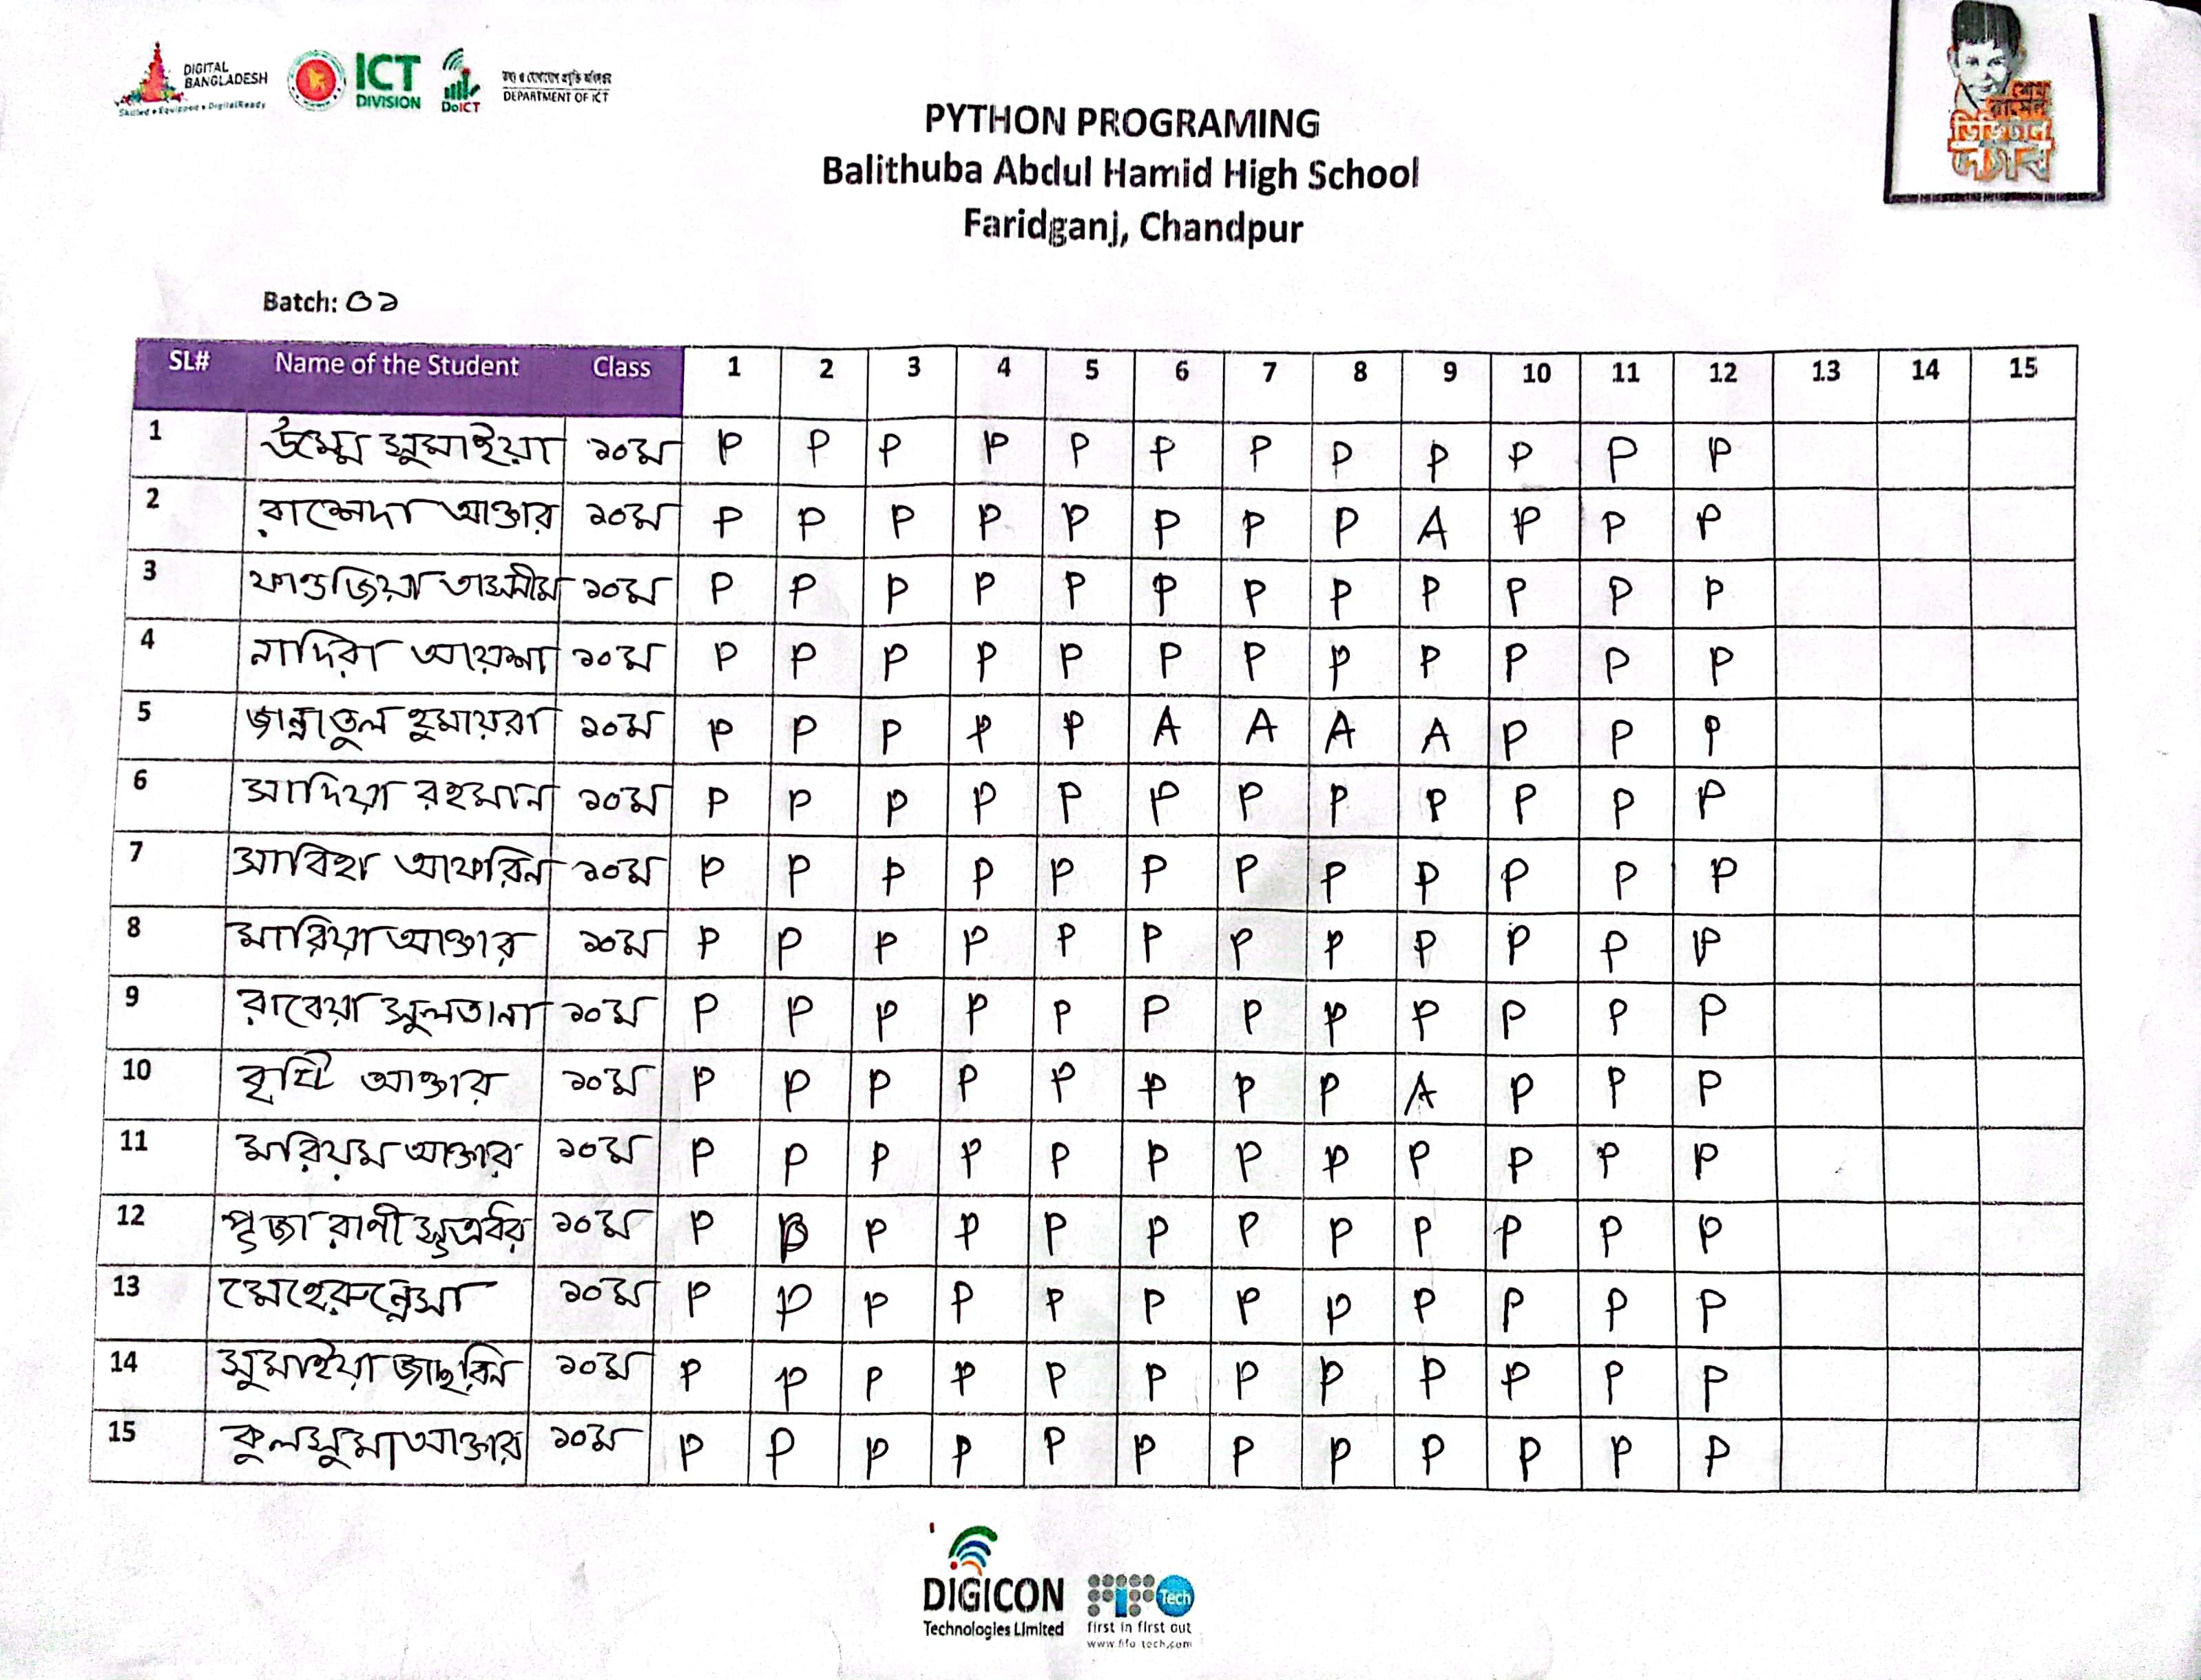 DIGITAL BANGLADESH
Skilled • Equipped • DigitalReady
ICT DIVISION
DoICT
তথ্য ও যোগাযোগ প্রযুক্তি অধিদপ্তর
DEPARTMENT OF ICT
শেখ রাসেল ডিজিটাল
PYTHON PROGRAMING
Balithuba Abdul Hamid High School
Faridganj, Chandpur
Batch: ০১
SL# Name of the Student Class 1 2 3 4 5 6 7 8 9 10 11 12 13 14 15
1 উম্মে সুমাইয়া ১০ম P P P P P P P P P P P P
2 রাশেদা আক্তার ১০ম P P P P P P P P A P P P
3 ফাওজিয়া তাসনীম ১০ম P P P P P P P P P P P P
4 নাদিরা আয়েশা ১০ম P P P P P P P P P P P P
5 জান্নাতুল হুমায়রা ১০ম P P P P P A A A A P P P
6 সাদিয়া রহমান ১০ম P P P P P P P P P P P P
7 সাবিহা আফরিন ১০ম P P P P P P P P P P P P
8 মারিয়া আক্তার ১০ম P P P P P P P P P P P P
9 রাবেয়া সুলতানা ১০ম P P P P P P P P P P P P
10 বৃষ্টি আক্তার ১০ম P P P P P P P P A P P P
11 মরিয়ম আক্তার ১০ম P P P P P P P P P P P P
12 পূজা রাণী ১০ম P P P P P P P P P P P
13 মেহেরুন্নেসা ১০ম P P P P P P P P P P P P
14 সুমাইয়া জাছরিন ১০ম P P P P P P P P P P P P
15 কুলসুমা আক্তার ১০ম P P P P P P P P P P P P
DIGICON
Technologies Limited
FIFO Tech
first in first out
www.fifo-tech.com